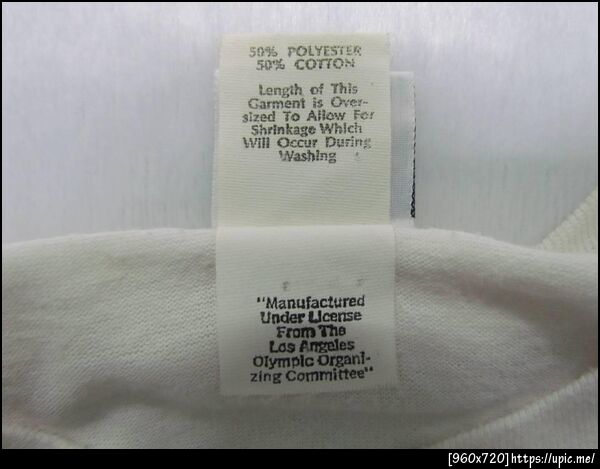 50% POLYESTER
50% COTTON
Length of This
Garment is Over-
sized To Allow For
Shrinkage Which
Will Occur During
Washing
"Manufactured
Under License
From The
Los Angeles
Olympic Organi-
zing Committee"
[960x720]https://upic.me/